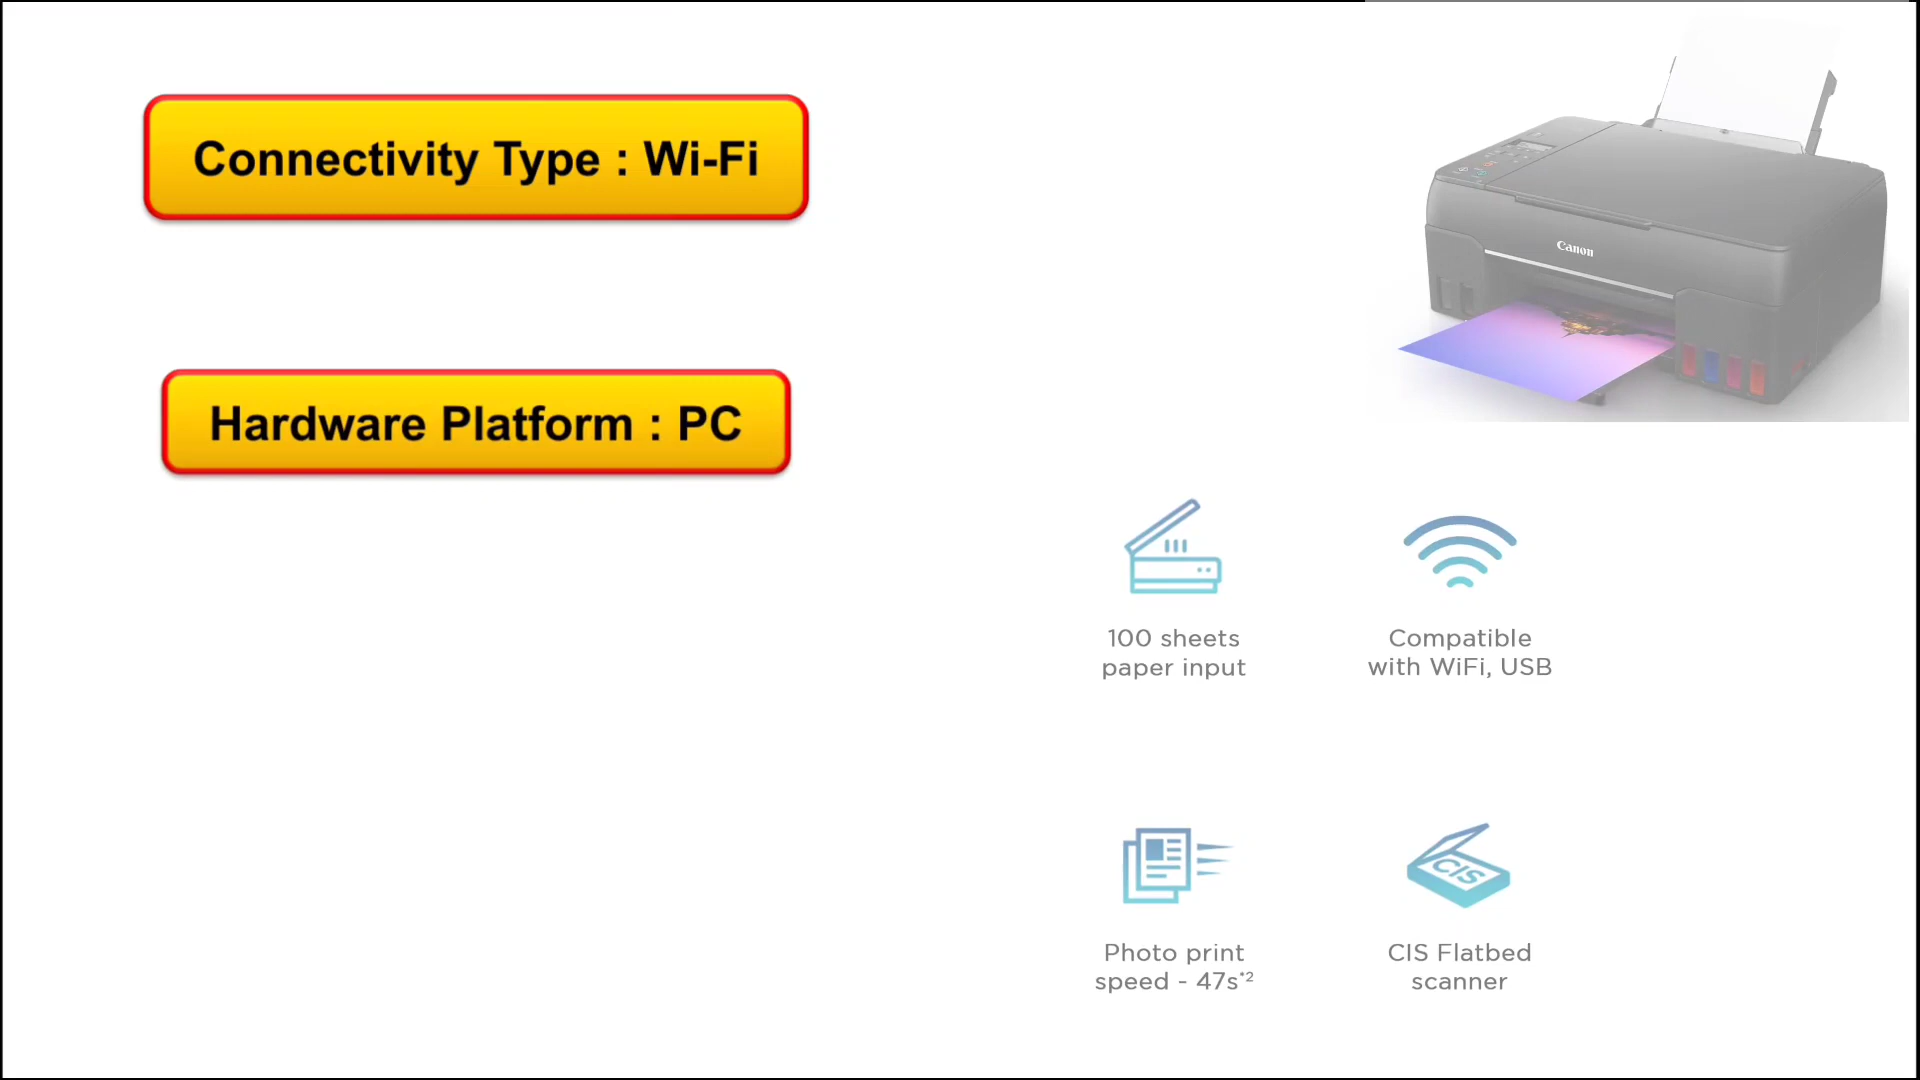 Connectivity Type : Wi-Fi
Canon
Hardware Platform : PC
100 sheets
paper input
Compatible
with WiFi, USB
Photo print
speed - 47s*2
CIS
CIS Flatbed
scanner